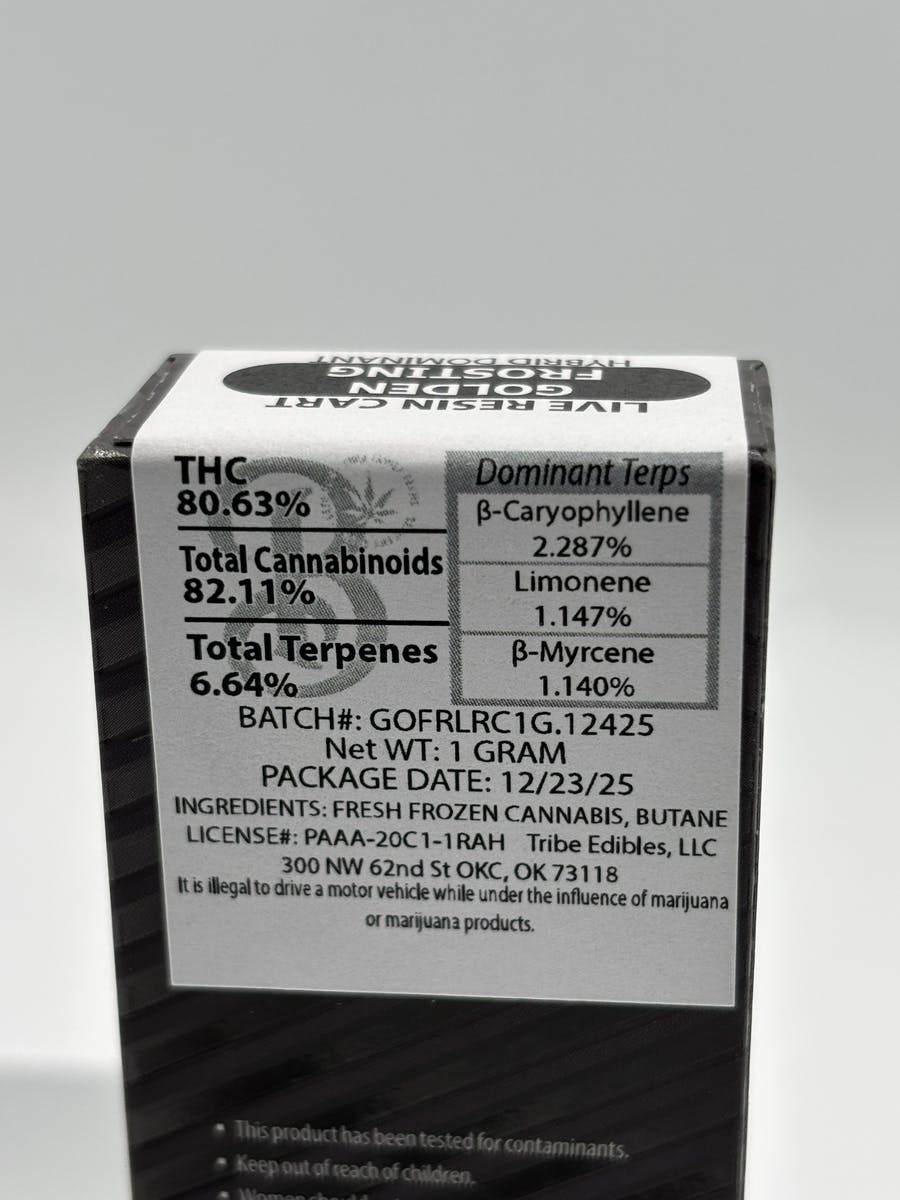 LIVE RESIN CART
GOLDEN
FROSTING
HYBRID DOMINANT
THC
80.63%
Total Cannabinoids
82.11%
Total Terpenes
6.64%
Dominant Terps
β-Caryophyllene
2.287%
Limonene
1.147%
β-Myrcene
1.140%
BATCH#: GOFRLRC1G.12425
Net WT: 1 GRAM
PACKAGE DATE: 12/23/25
INGREDIENTS: FRESH FROZEN CANNABIS, BUTANE
LICENSE#: PAAA-20C1-1RAH Tribe Edibles, LLC
300 NW 62nd St OKC, OK 73118
It is illegal to drive a motor vehicle while under the influence of marijuana
or marijuana products.
• This product has been tested for contaminants.
• Keep out of reach of children.
• Women should